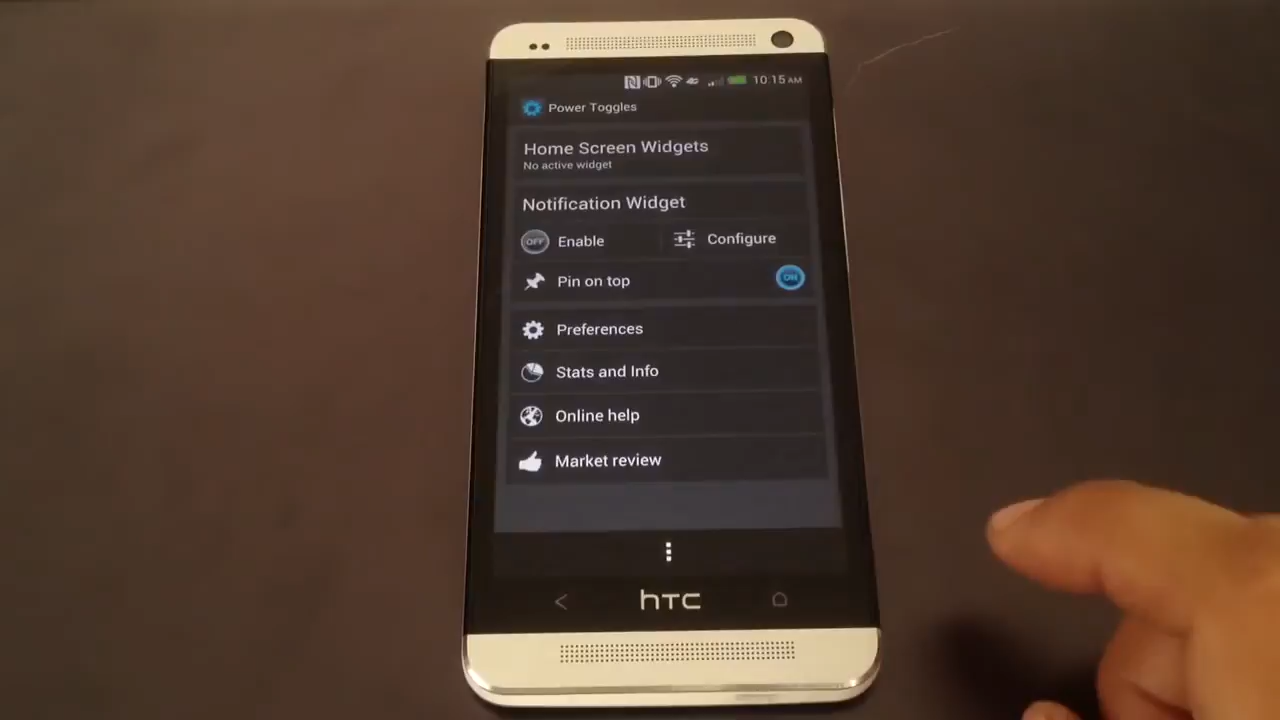 10:15 AM
Power Toggles
Home Screen Widgets
No active widget
Notification Widget
OFF Enable Configure
Pin on top ON
Preferences
Stats and Info
Online help
Market review
hTC